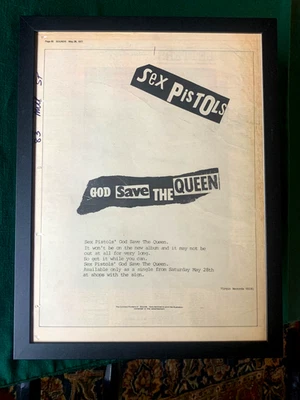 SEX PISTOLS
GOD Save THE QUEEN
Sex Pistols' God Save The Queen.
It won't be on the new album and it may not be
out at all for very long.
So get it while you can.
Sex Pistols' God Save The Queen.
Available only as a single from Saturday May 28th
at shops with the sign.